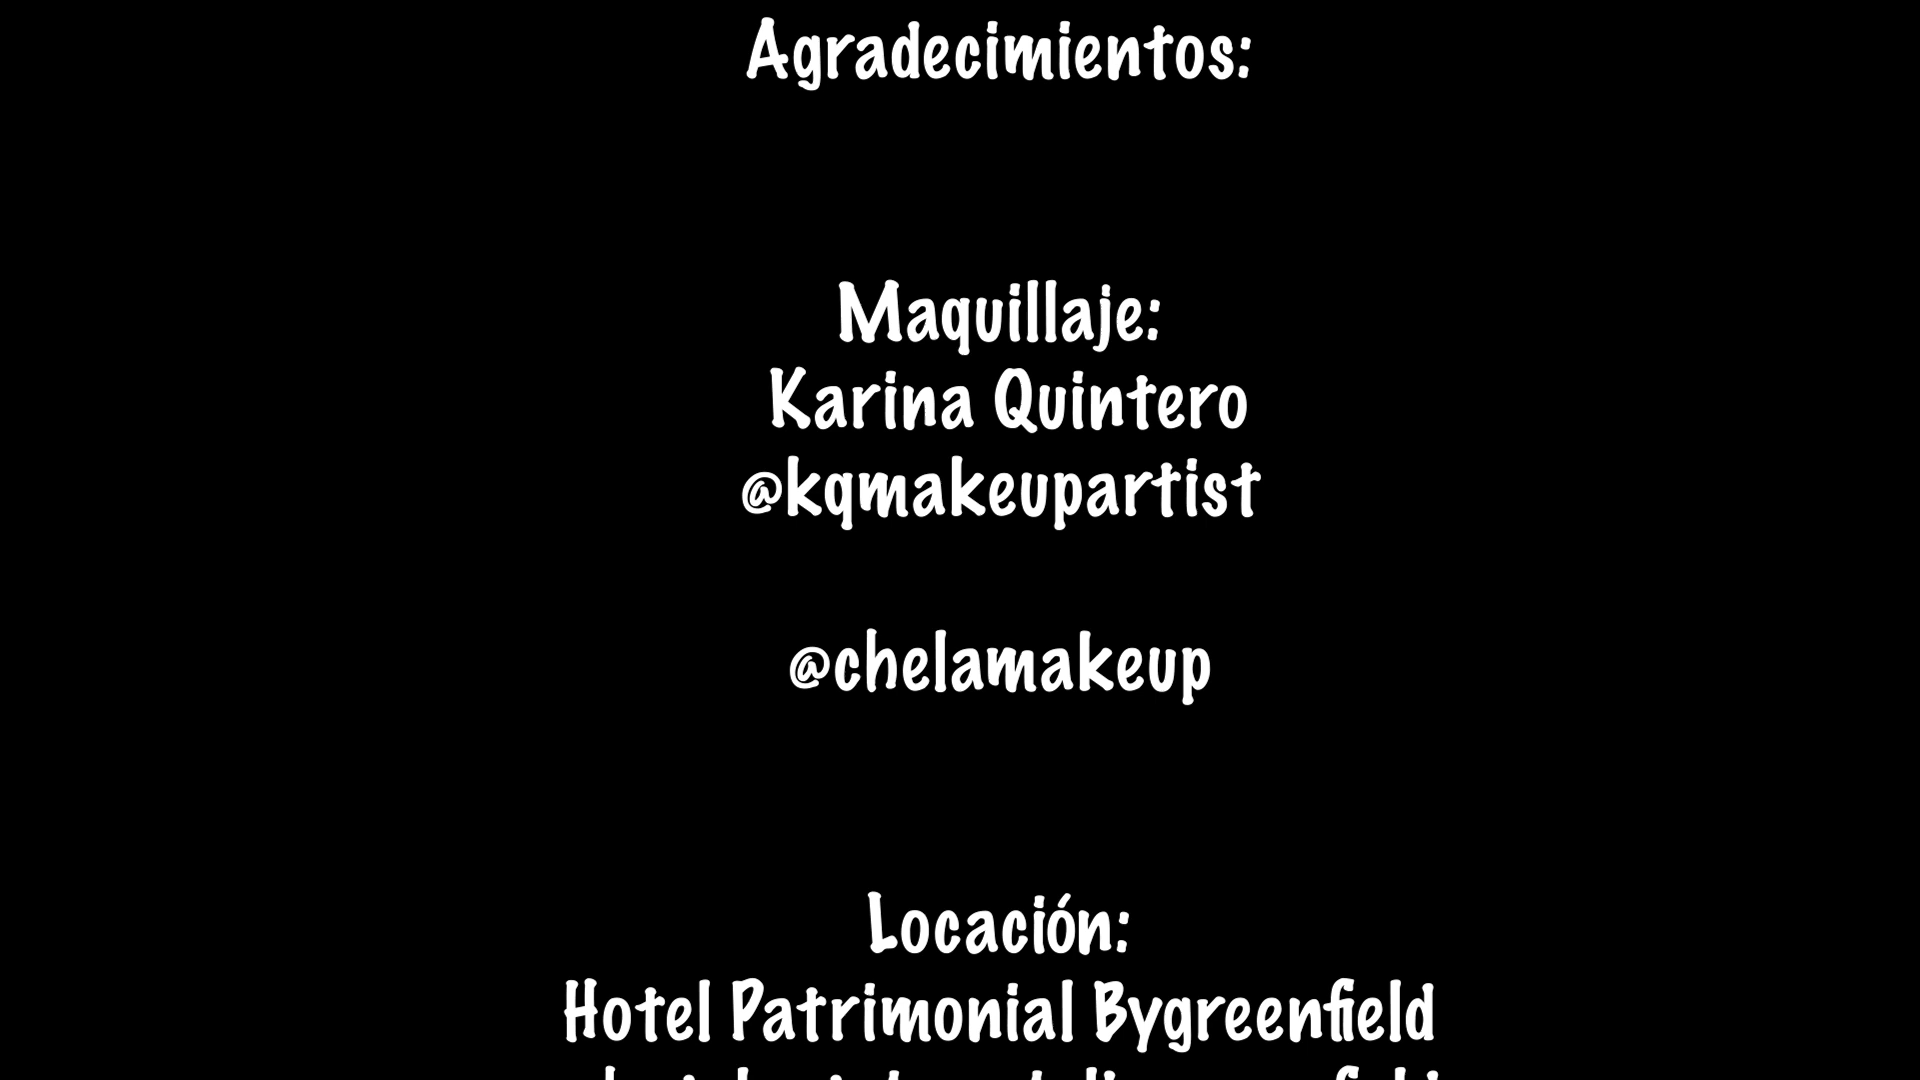 Agradecimientos:
Maquillaje:
Karina Quintero
@kqmakeupartist
@chelamakeup
Locación:
Hotel Patrimonial Bygreenfield